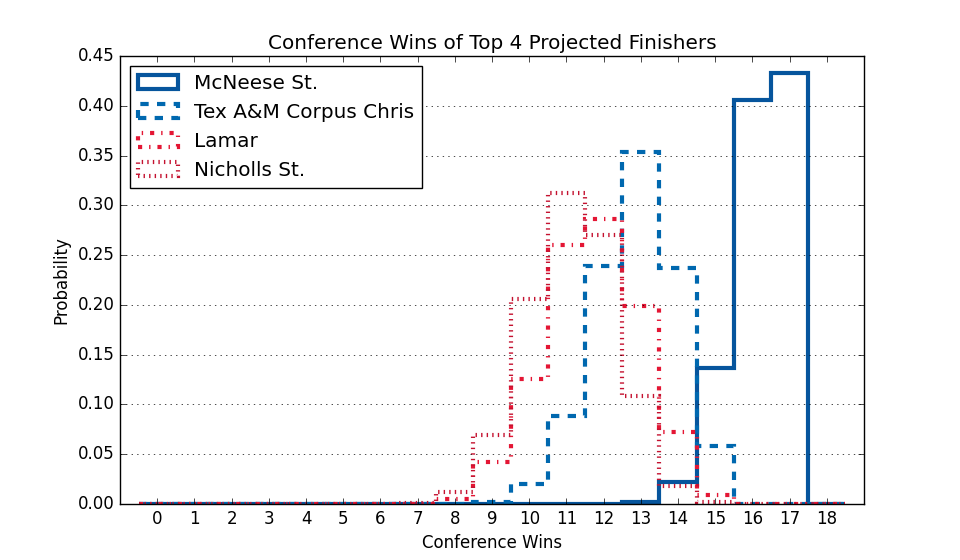 Conference Wins of Top 4 Projected Finishers
McNeese St.
Tex A&M Corpus Chris
Lamar
Nicholls St.
Probability
0.45
0.40
0.35
0.30
0.25
0.20
0.15
0.10
0.05
0.00
0 1 2 3 4 5 6 7 8 9 10 11 12 13 14 15 16 17 18
Conference Wins